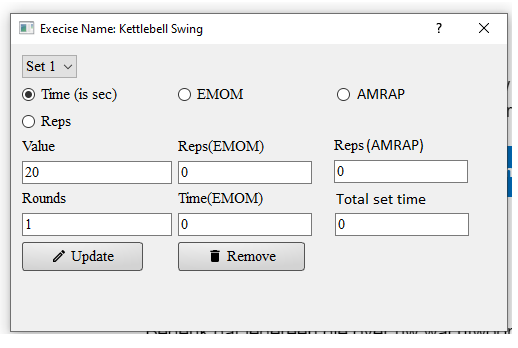 Execise Name: Kettlebell Swing ?
Set 1
Time (is sec) EMOM AMRAP
Reps
Value Reps(EMOM) Reps (AMRAP)
20 0 0
Rounds Time(EMOM) Total set time
1 0 0
Update Remove